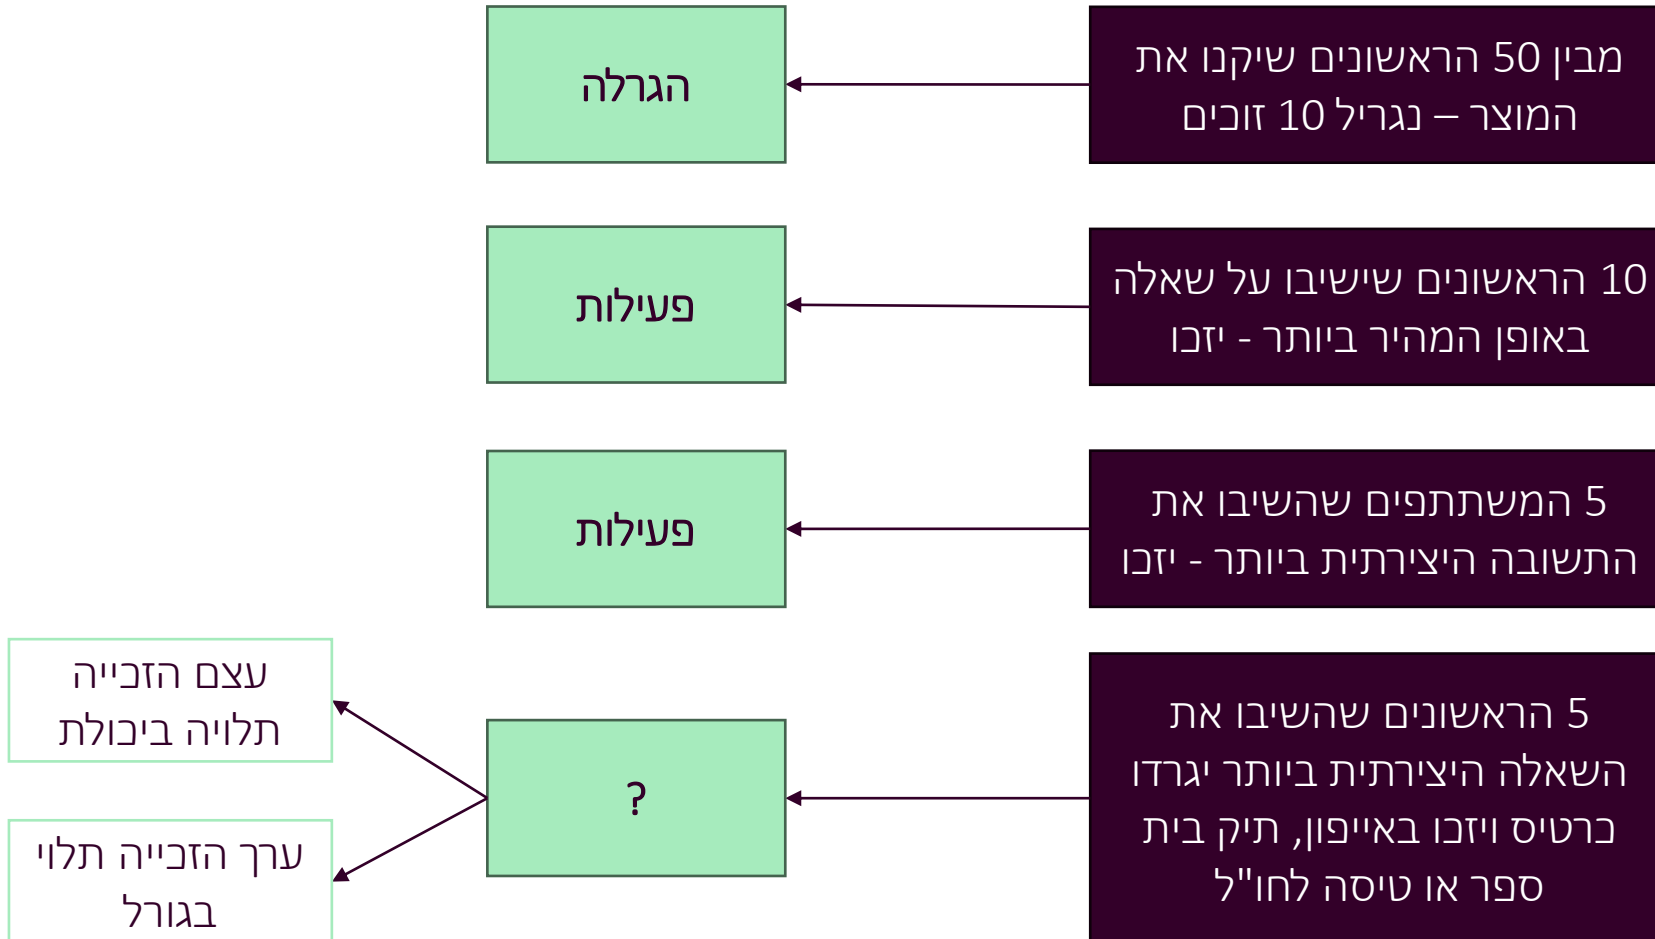 מבין 50 הראשונים שיקנו את
המוצר – נגריל 10 זוכים
הגרלה
10 הראשונים שישיבו על שאלה
באופן המהיר ביותר - יזכו
פעילות
5 המשתתפים שהשיבו את
התשובה היצירתית ביותר - יזכו
פעילות
5 הראשונים שהשיבו את
השאלה היצירתית ביותר יגרדו
כרטיס ויזכו באייפון, תיק בית
ספר או טיסה לחו"ל
?
עצם הזכייה
תלויה ביכולת
ערך הזכייה תלוי
בגורל